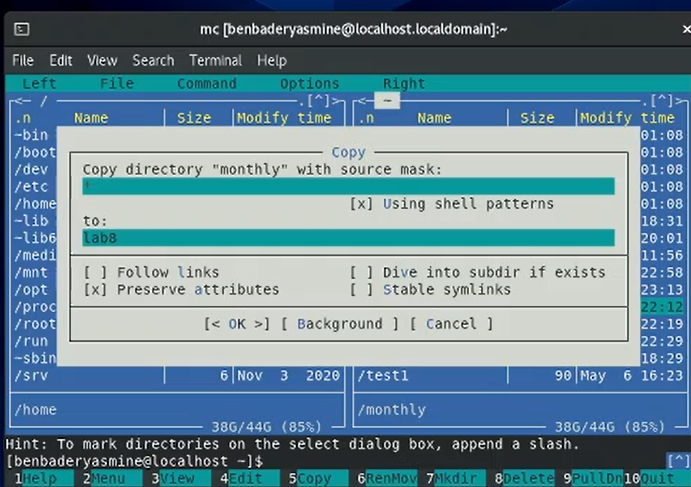 mc [benbaderyasmine@localhost.localdomain]:~
File Edit View Search Terminal Help
Left File Command Options Right
<─ / .[^]> <─ ~ .[^]>
.n Name Size Modify time .n Name Size Modify time
~bin 01:08
/boot 01:08
/dev 01:08
/etc 01:08
/home 01:08
~lib 18:31
~lib6 20:01
/medi 11:56
/mnt 22:58
/opt 23:13
/proc 22:12
/root 22:19
/run 22:29
~sbin 18:29
/srv 6 Nov 3 2020 /test1 90 May 6 16:23
/home /monthly
38G/44G (85%) 38G/44G (85%)
Copy
Copy directory "monthly" with source mask:
*
[x] Using shell patterns
to:
lab8
[ ] Follow links [ ] Dive into subdir if exists
[x] Preserve attributes [ ] Stable symlinks
[< OK >] [ Background ] [ Cancel ]
Hint: To mark directories on the select dialog box, append a slash.
[benbaderyasmine@localhost ~]$ [^]
1Help 2Menu 3View 4Edit 5Copy 6RenMov 7Mkdir 8Delete 9PullDn 10Quit